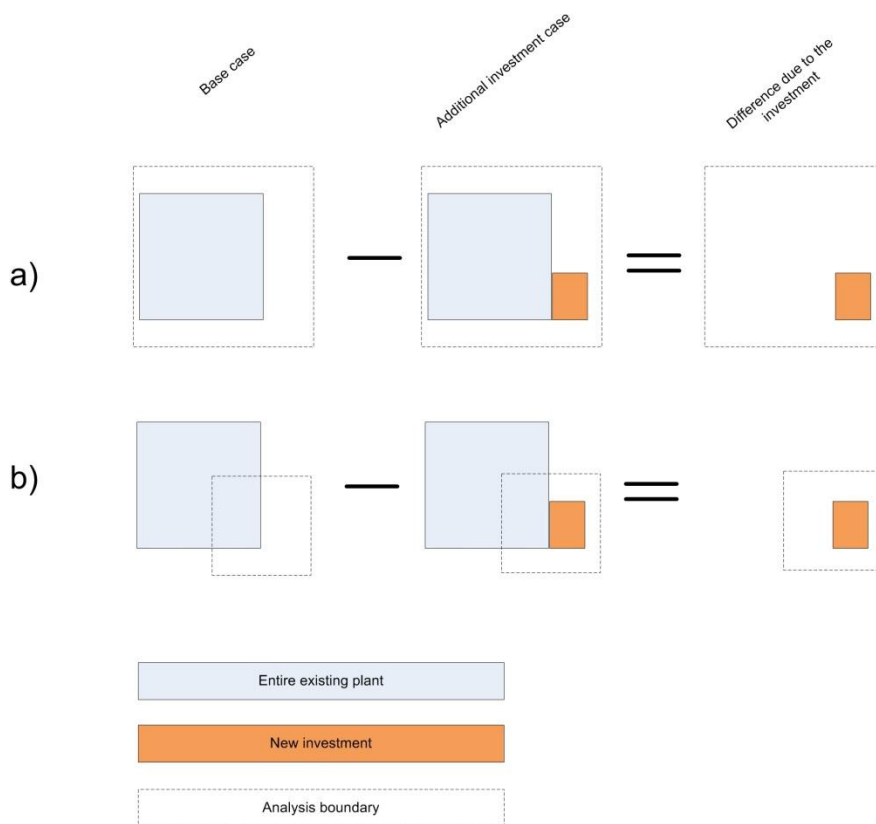 Base case
Additional investment case
Difference due to the
investment
a)
b)
Entire existing plant
New investment
Analysis boundary